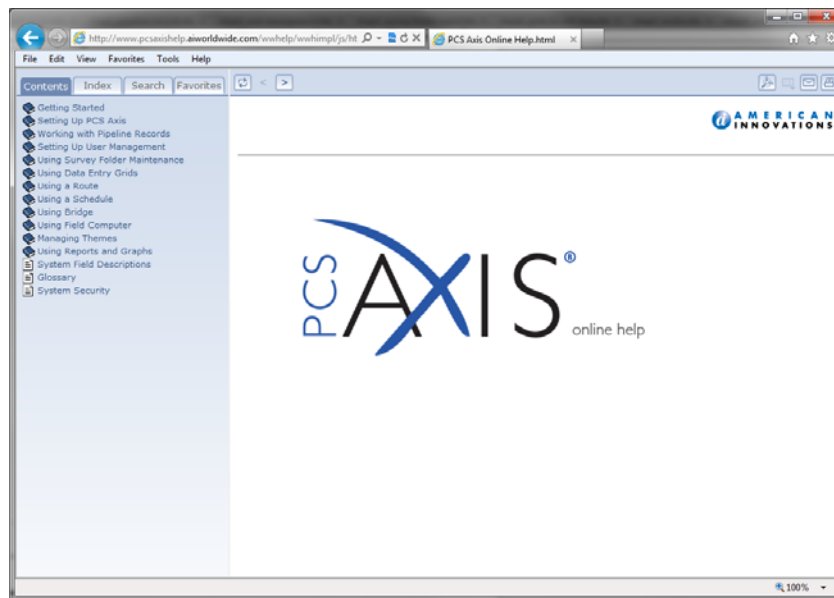 http://www.pcsaxishelp.aiworldwide.com/wwhelp/wwhimpl/js/ht
PCS Axis Online Help.html
File Edit View Favorites Tools Help
Contents Index Search Favorites
Getting Started
Setting Up PCS Axis
Working with Pipeline Records
Setting Up User Management
Using Survey Folder Maintenance
Using Data Entry Grids
Using a Route
Using a Schedule
Using Bridge
Using Field Computer
Managing Themes
Using Reports and Graphs
System Field Descriptions
Glossary
System Security
AMERICAN
INNOVATIONS
PCS AXIS®
online help
100%